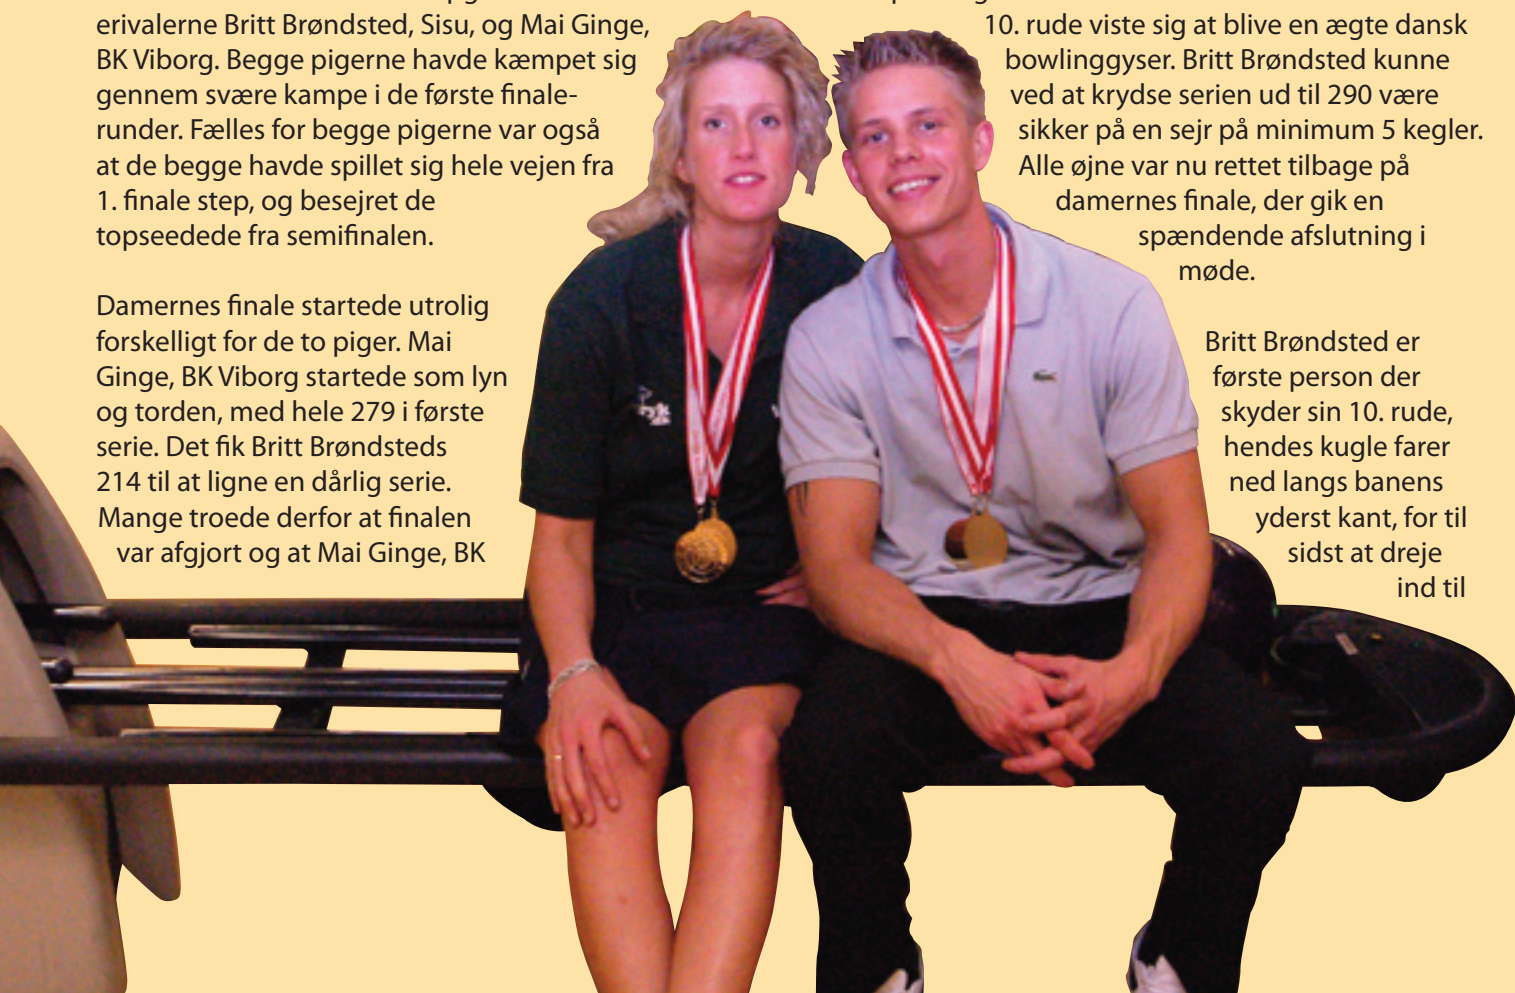 erivalerne Britt Brøndsted, Sisu, og Mai Ginge,
BK Viborg. Begge pigerne havde kæmpet sig
gennem svære kampe i de første finale-
runder. Fælles for begge pigerne var også
at de begge havde spillet sig hele vejen fra
1. finale step, og besejret de
topseedede fra semifinalen.
Damernes finale startede utrolig
forskelligt for de to piger. Mai
Ginge, BK Viborg startede som lyn
og torden, med hele 279 i første
serie. Det fik Britt Brøndsteds
214 til at ligne en dårlig serie.
Mange troede derfor at finalen
var afgjort og at Mai Ginge, BK
10. rude viste sig at blive en ægte dansk
bowlinggyser. Britt Brøndsted kunne
ved at krydse serien ud til 290 være
sikker på en sejr på minimum 5 kegler.
Alle øjne var nu rettet tilbage på
damernes finale, der gik en
spændende afslutning i
møde.
Britt Brøndsted er
første person der
skyder sin 10. rude,
hendes kugle farer
ned langs banens
yderst kant, for til
sidst at dreje
ind til